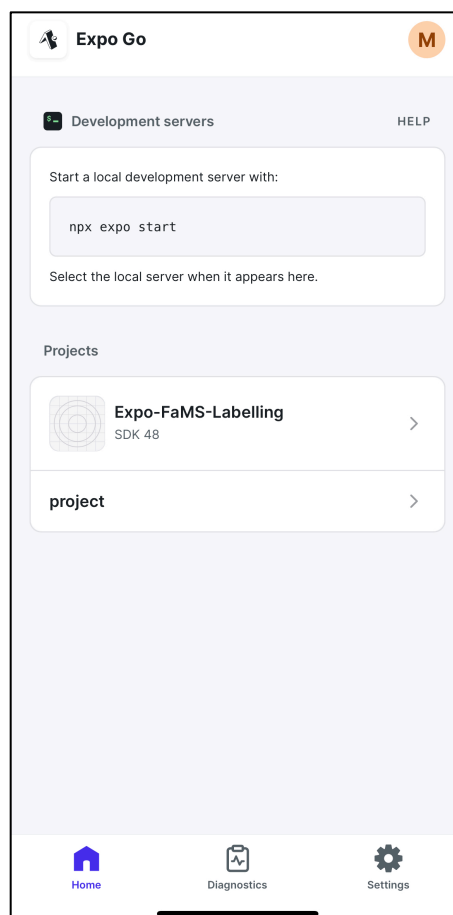 Expo Go
M
Development servers
HELP
Start a local development server with:
npx expo start
Select the local server when it appears here.
Projects
Expo-FaMS-Labelling
SDK 48
project
Home
Diagnostics
Settings